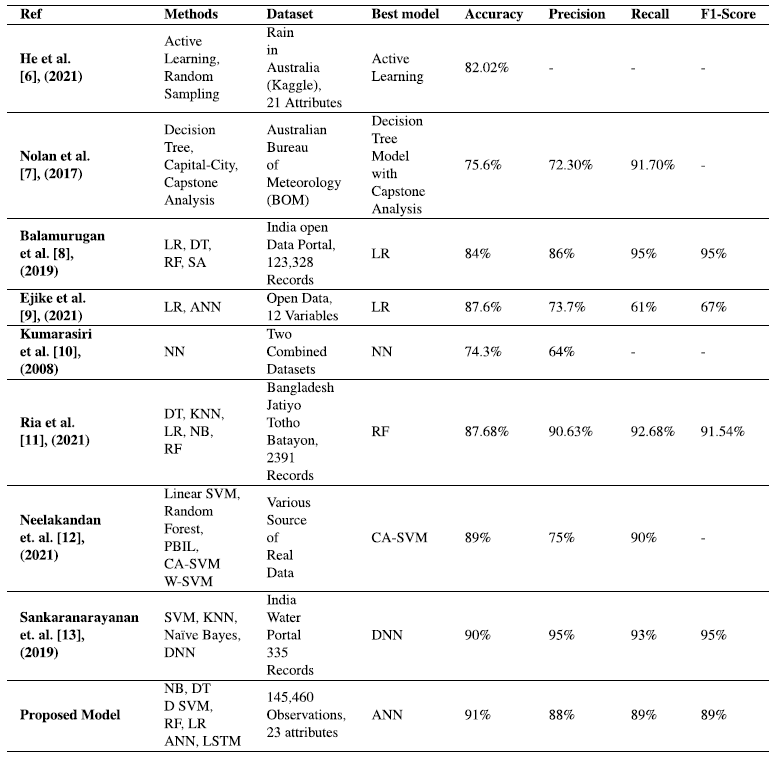 Ref Methods Dataset Best model Accuracy Precision Recall F1-Score
He et al.
[6], (2021)
Active
Learning,
Random
Sampling
Rain
in
Australia
(Kaggle),
21 Attributes
Active
Learning
82.02% - - -
Nolan et al.
[7], (2017)
Decision
Tree,
Capital-City,
Capstone
Analysis
Australian
Bureau
of
Meteorology
(BOM)
Decision
Tree
Model
with
Capstone
Analysis
75.6% 72.30% 91.70% -
Balamurugan
et al. [8],
(2019)
LR, DT,
RF, SA
India open
Data Portal,
123,328
Records
LR
84% 86% 95% 95%
Ejike et al.
[9], (2021)
LR, ANN
Open Data,
12 Variables
LR
87.6% 73.7% 61% 67%
Kumarasiri
et al. [10],
(2008)
NN
Two
Combined
Datasets
NN
74.3% 64% - -
Ria et al.
[11], (2021)
DT, KNN,
LR, NB,
RF
Bangladesh
Jatiyo
Totho
Batayon,
2391
Records
RF
87.68% 90.63% 92.68% 91.54%
Neelakandan
et. al. [12],
(2021)
Linear SVM,
Random
Forest,
PBIL,
CA-SVM
W-SVM
Various
Source
of
Real
Data
CA-SVM
89% 75% 90% -
Sankaranarayanan
et. al. [13],
(2019)
SVM, KNN,
Naïve Bayes,
DNN
India
Water
Portal
335
Records
DNN
90% 95% 93% 95%
Proposed Model
NB, DT
D SVM,
RF, LR
ANN, LSTM
145,460
Observations,
23 attributes
ANN
91% 88% 89% 89%